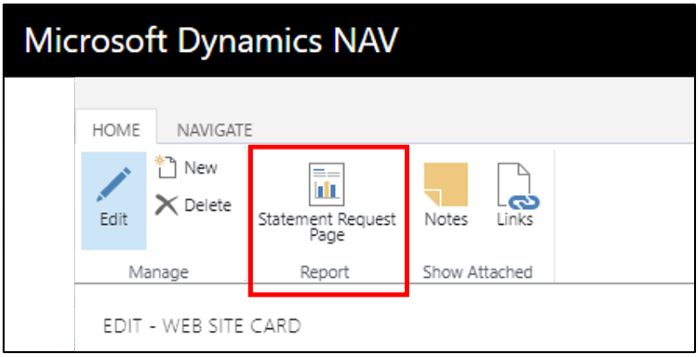 Microsoft Dynamics NAV
HOME NAVIGATE
Edit
New
Delete
Manage
Statement Request
Page
Report
Notes
Links
Show Attached
EDIT - WEB SITE CARD